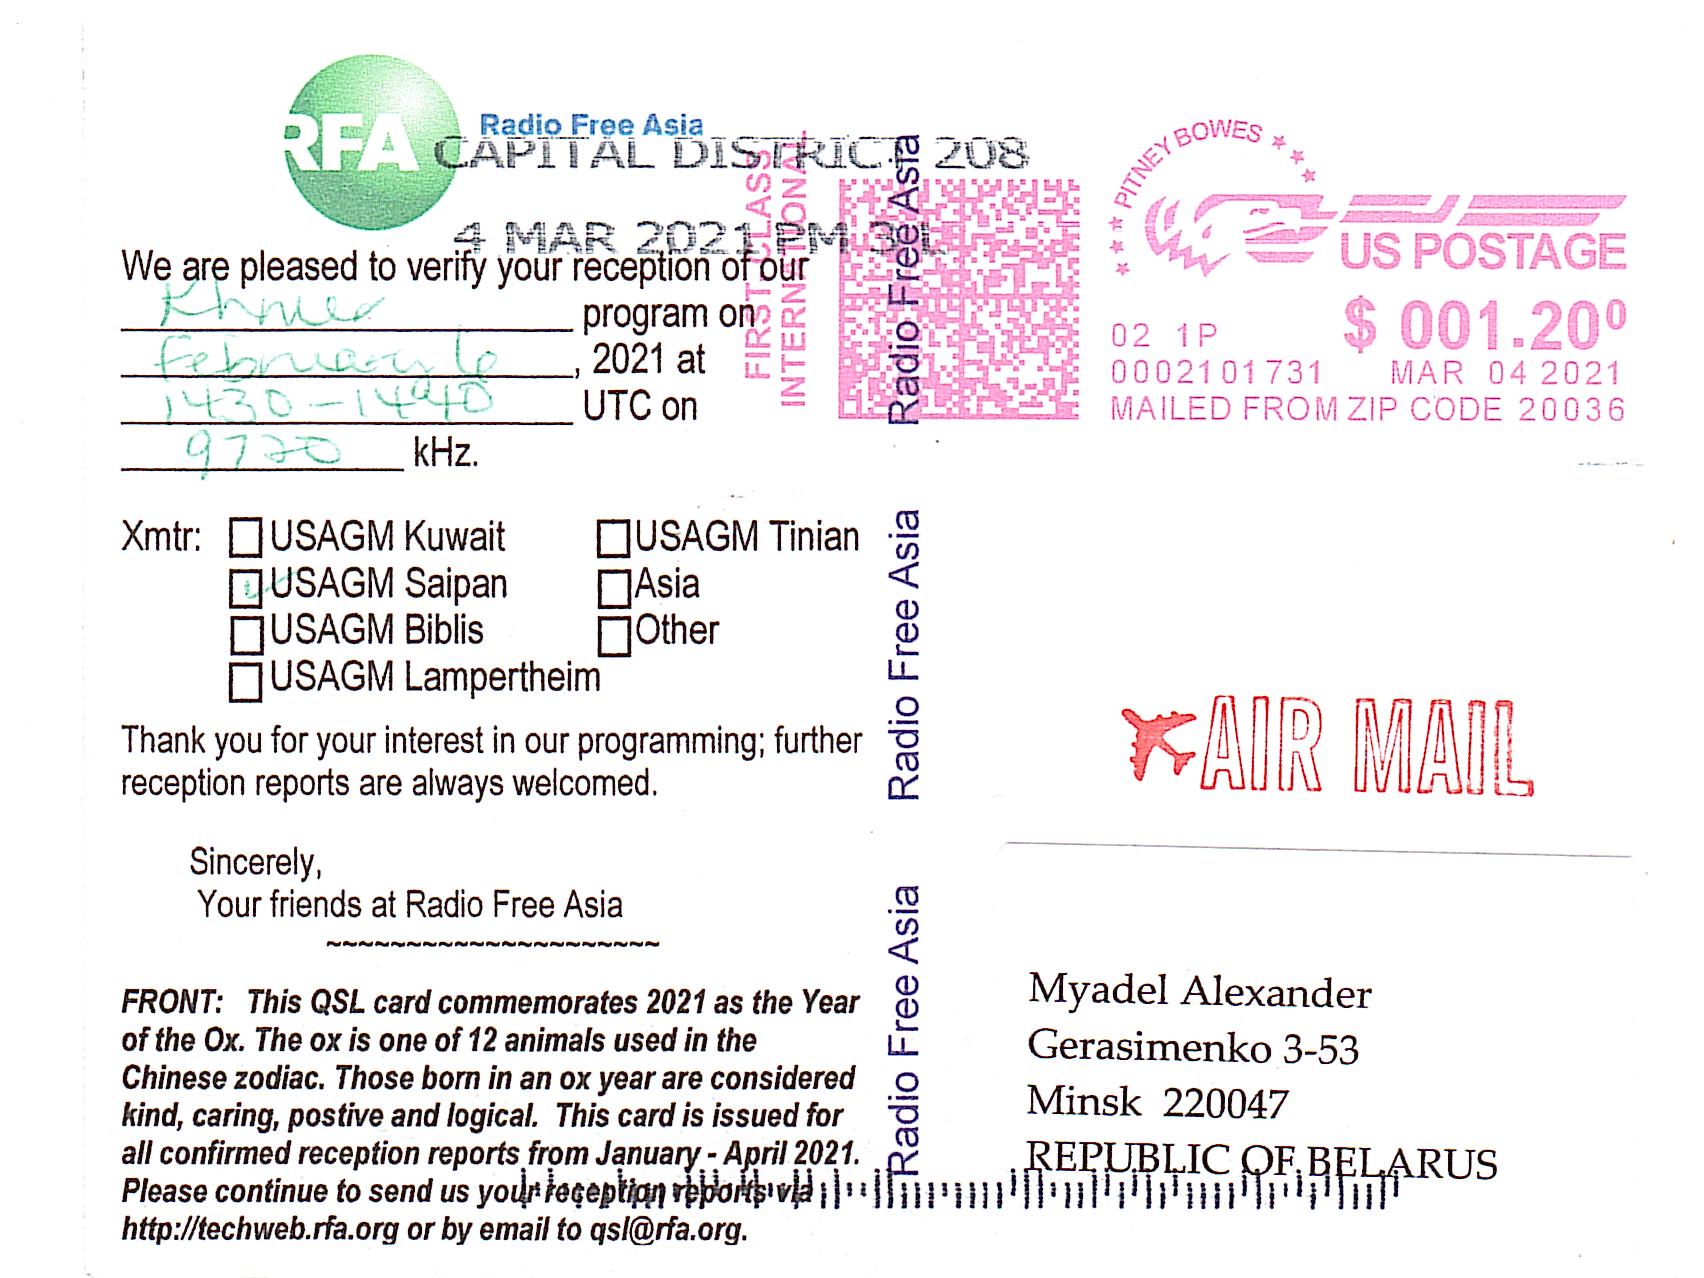 RFA
Radio Free Asia
CAPITAL DISTRICT 208
4 MAR 2021 PM
We are pleased to verify your reception of our
Khmer program on
February 6, 2021 at
1430-1440 UTC on
9720 kHz.
Xmtr: USAGM Kuwait
USAGM Tinian
USAGM Saipan
Asia
USAGM Biblis
Other
USAGM Lampertheim
Thank you for your interest in our programming; further
reception reports are always welcomed.
Sincerely,
Your friends at Radio Free Asia
~~~~~~~~~~~~~~~~~~~~~
FRONT: This QSL card commemorates 2021 as the Year
of the Ox. The ox is one of 12 animals used in the
Chinese zodiac. Those born in an ox year are considered
kind, caring, postive and logical. This card is issued for
all confirmed reception reports from January - April 2021.
Please continue to send us your reception reports via
http://techweb.rfa.org or by email to qsl@rfa.org.
Radio Free Asia
Radio Free Asia
Radio Free Asia
FIRST-CLASS
INTERNATIONAL
PITNEY BOWES
US POSTAGE
$ 001.20⁰
02 1P
0002101731 MAR 04 2021
MAILED FROM ZIP CODE 20036
AIR MAIL
Myadel Alexander
Gerasimenko 3-53
Minsk 220047
REPUBLIC OF BELARUS